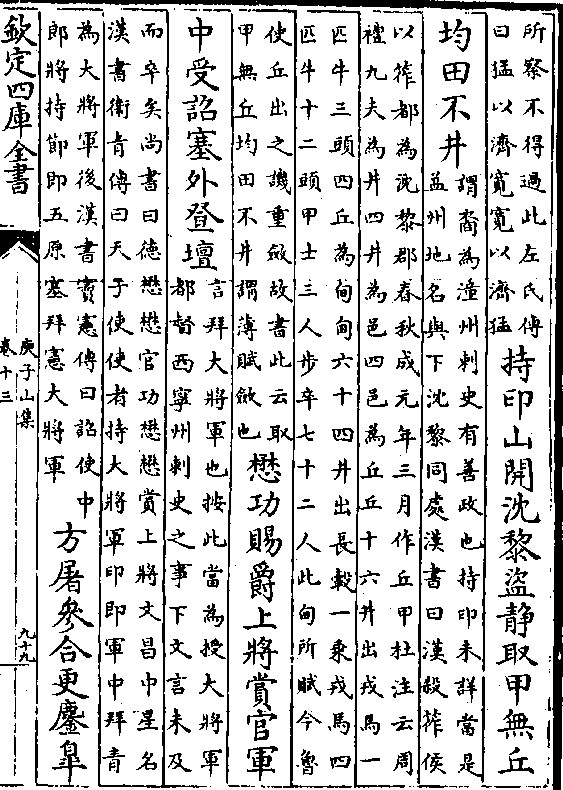 所察不得過此左氏傳
曰猛以濟寛寛以濟猛
持印山開沈黎盜静取甲無丘
均田不井
謂裔為潼州刺史有善政也持印未詳當是
益州地名與下沈黎同處漢書曰漢殺莋侯
以莋都為沈黎郡春秋成元年三月作丘甲杜注云周
禮九夫為井四井為邑四邑為丘丘十六井出戎馬一
匹牛三頭四丘為甸甸六十四井出長轂一乘戎馬四
匹牛十二頭甲士三人步卒七十二人此甸所賦今魯
使丘出之譏重斂故書此云取
甲無丘均田不井謂薄賦斂也
懋功賜爵上將賞官軍
中受詔塞外登壇
言拜大將軍也按此當為授大將軍
都督西寧州刺史之事下文言未及
而卒矣尚書曰徳懋懋官功懋懋賞上將文昌中星名
漢書衛青傳曰天子使使者持大將軍印即軍中拜青
為大將軍後漢書竇憲傳曰詔使中
郎將持節即五原塞拜憲大將軍
方屠參合更鏖臯
欽定四庫全書
庾子山集
卷十三
九十九